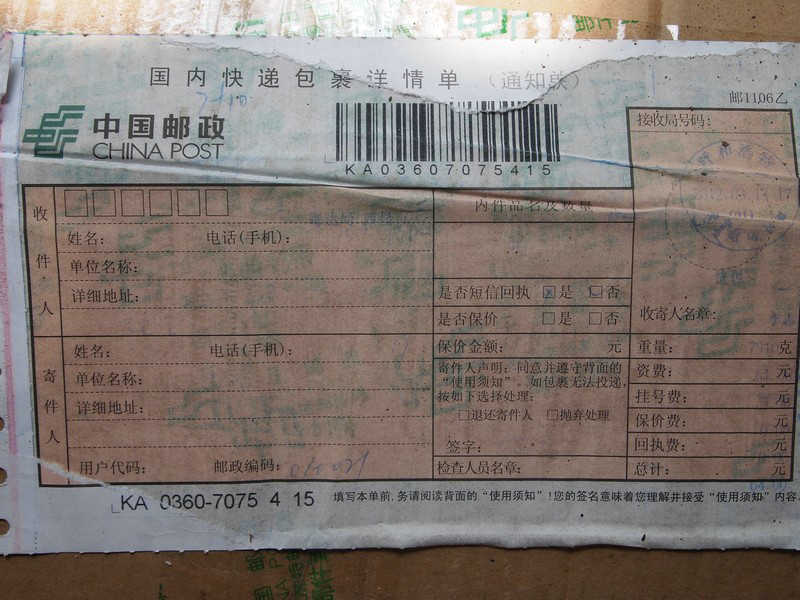 国内快递包裹详情单 (通知联)
邮1106乙
中国邮政
CHINA POST
KA03607075415
接收局号码:
收件人
姓名: 电话(手机):
单位名称:
详细地址:
内件品名及数量
是否短信回执 是 否
是否保价 是 否
收寄人名章:
寄件人
姓名: 电话(手机):
单位名称:
详细地址:
用户代码: 邮政编码:
保价金额: 元
寄件人声明: 同意并遵守背面的
“使用须知”。如包裹无法投递,
按如下选择处理:
退还寄件人 抛弃处理
签字:
检查人员名章:
重量: 克
资费: 元
挂号费: 元
保价费: 元
回执费: 元
总计: 元
KA 0360-7075 4 15
填写本单前,务请阅读背面的“使用须知”!您的签名意味着您理解并接受“使用须知”内容。